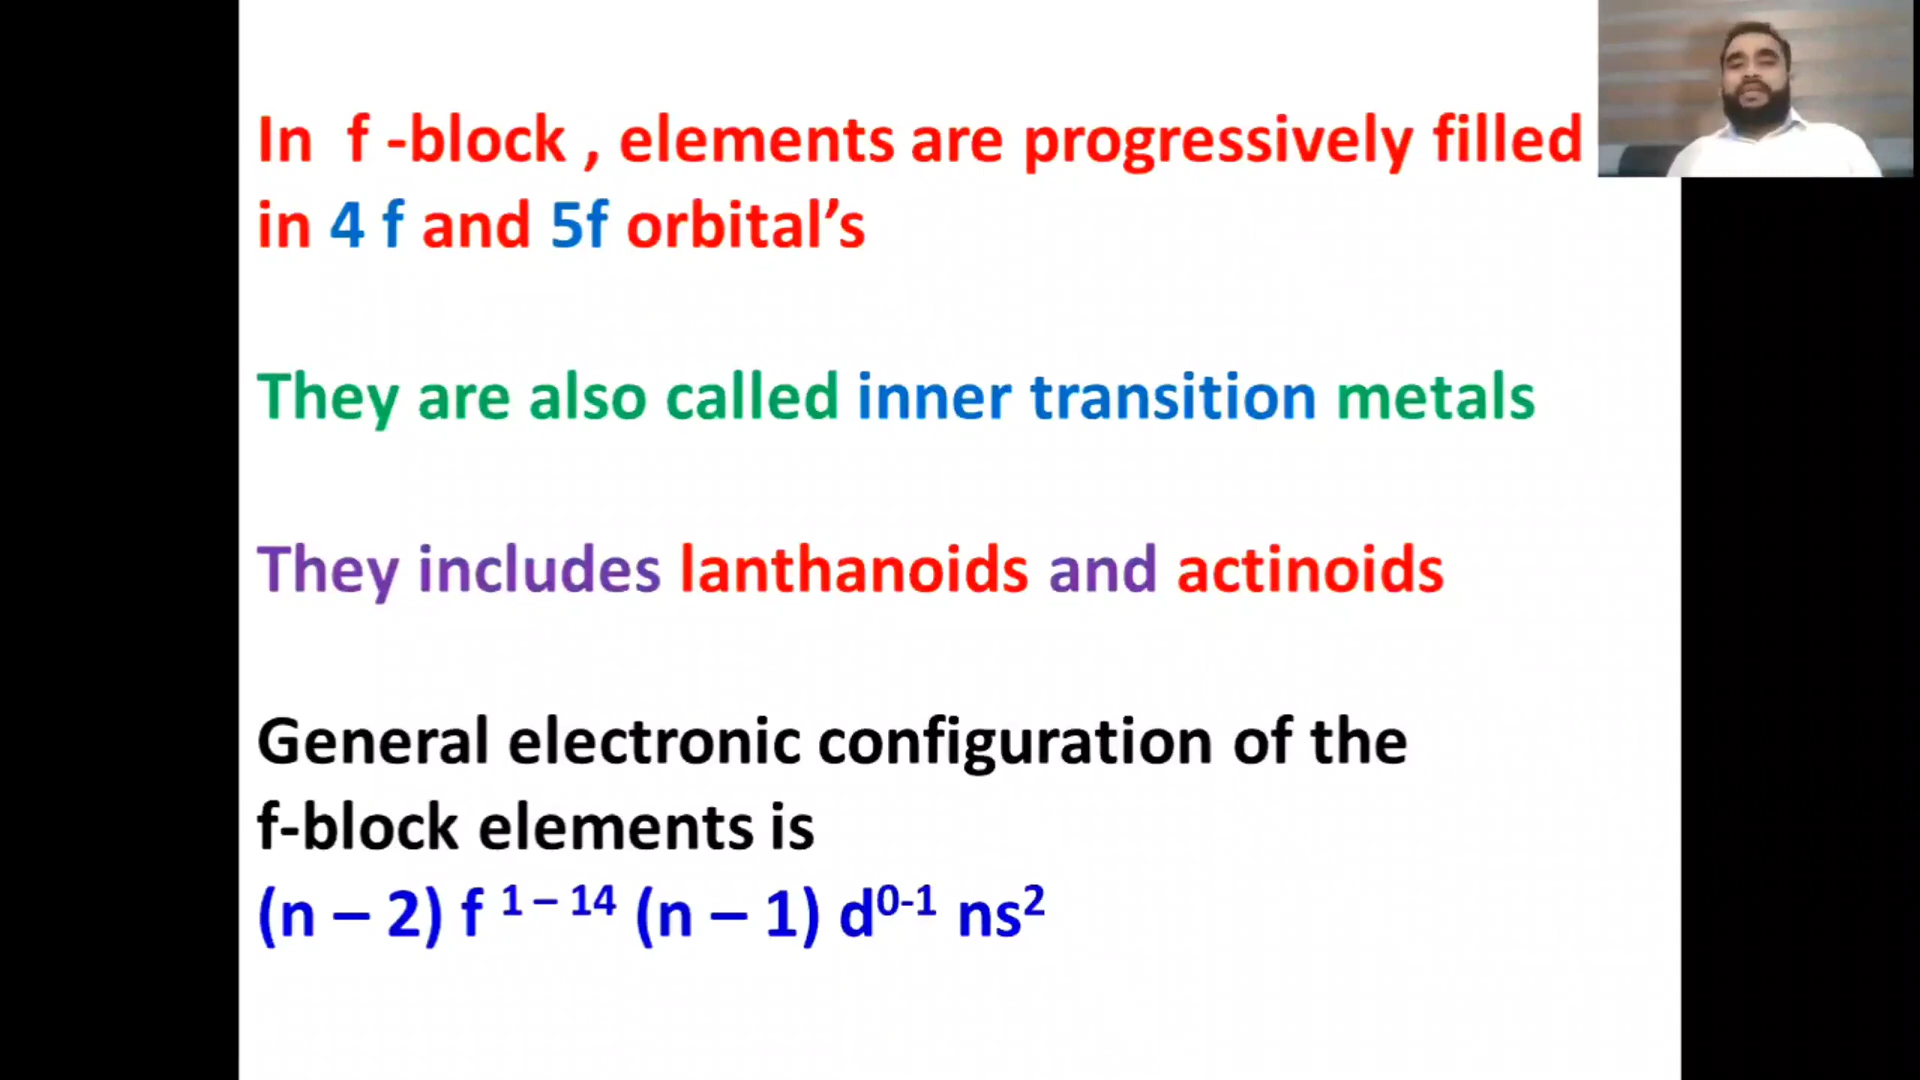 In f -block , elements are progressively filled
in 4 f and 5f orbital’s
They are also called inner transition metals
They includes lanthanoids and actinoids
General electronic configuration of the
f-block elements is
(n – 2) f ¹ ⁻ ¹⁴ (n – 1) d⁰⁻¹ ns²